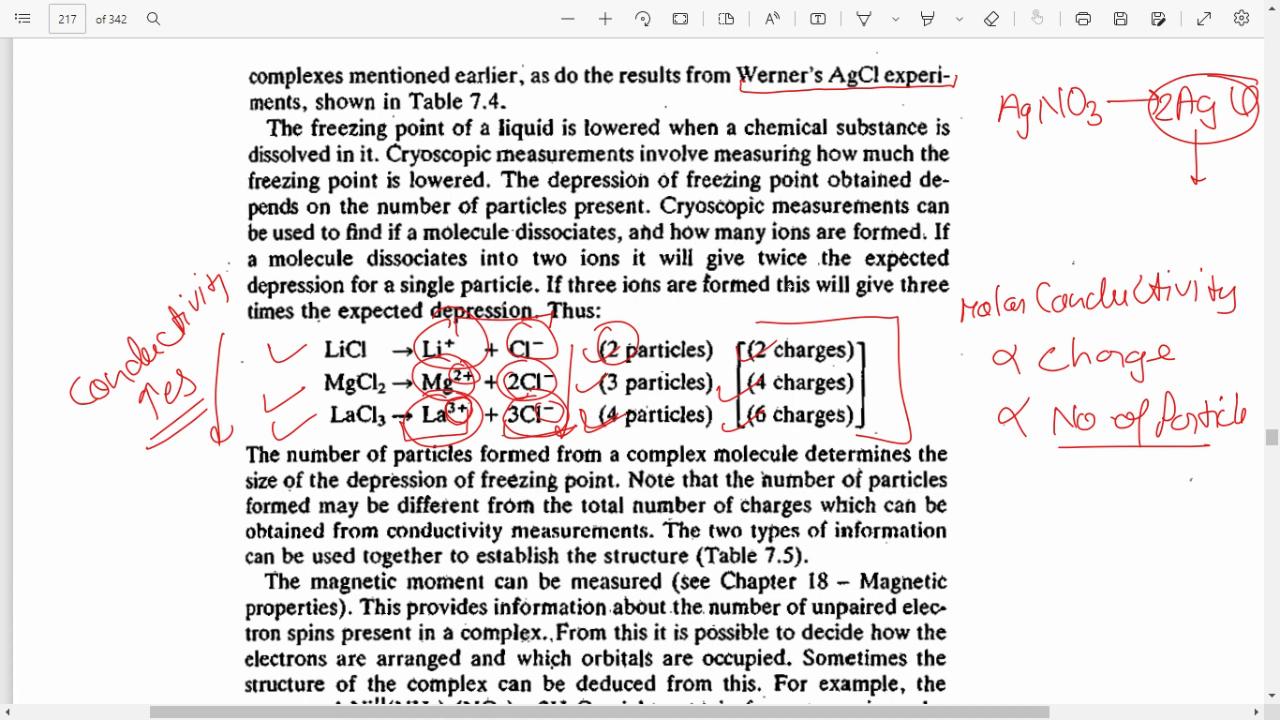 217 of 342
complexes mentioned earlier, as do the results from Werner's AgCl experi-
ments, shown in Table 7.4.
AgNO3 → 2AgCl
The freezing point of a liquid is lowered when a chemical substance is
dissolved in it. Cryoscopic measurements involve measuring how much the
freezing point is lowered. The depression of freezing point obtained de-
pends on the number of particles present. Cryoscopic measurements can
be used to find if a molecule dissociates, and how many ions are formed. If
a molecule dissociates into two ions it will give twice the expected
depression for a single particle. If three ions are formed this will give three
times the expected depression. Thus:
LiCl → Li⁺ + Cl⁻ (2 particles) [(2 charges)]
MgCl₂ → Mg²⁺ + 2Cl⁻ (3 particles) [(4 charges)]
LaCl₃ → La³⁺ + 3Cl⁻ (4 particles) [(6 charges)]
Conductivity
Yes
Molar Conductivity
∝ charge
∝ No of Particle
The number of particles formed from a complex molecule determines the
size of the depression of freezing point. Note that the number of particles
formed may be different from the total number of charges which can be
obtained from conductivity measurements. The two types of information
can be used together to establish the structure (Table 7.5).
The magnetic moment can be measured (see Chapter 18 – Magnetic
properties). This provides information about the number of unpaired elec-
tron spins present in a complex. From this it is possible to decide how the
electrons are arranged and which orbitals are occupied. Sometimes the
structure of the complex can be deduced from this. For example, the